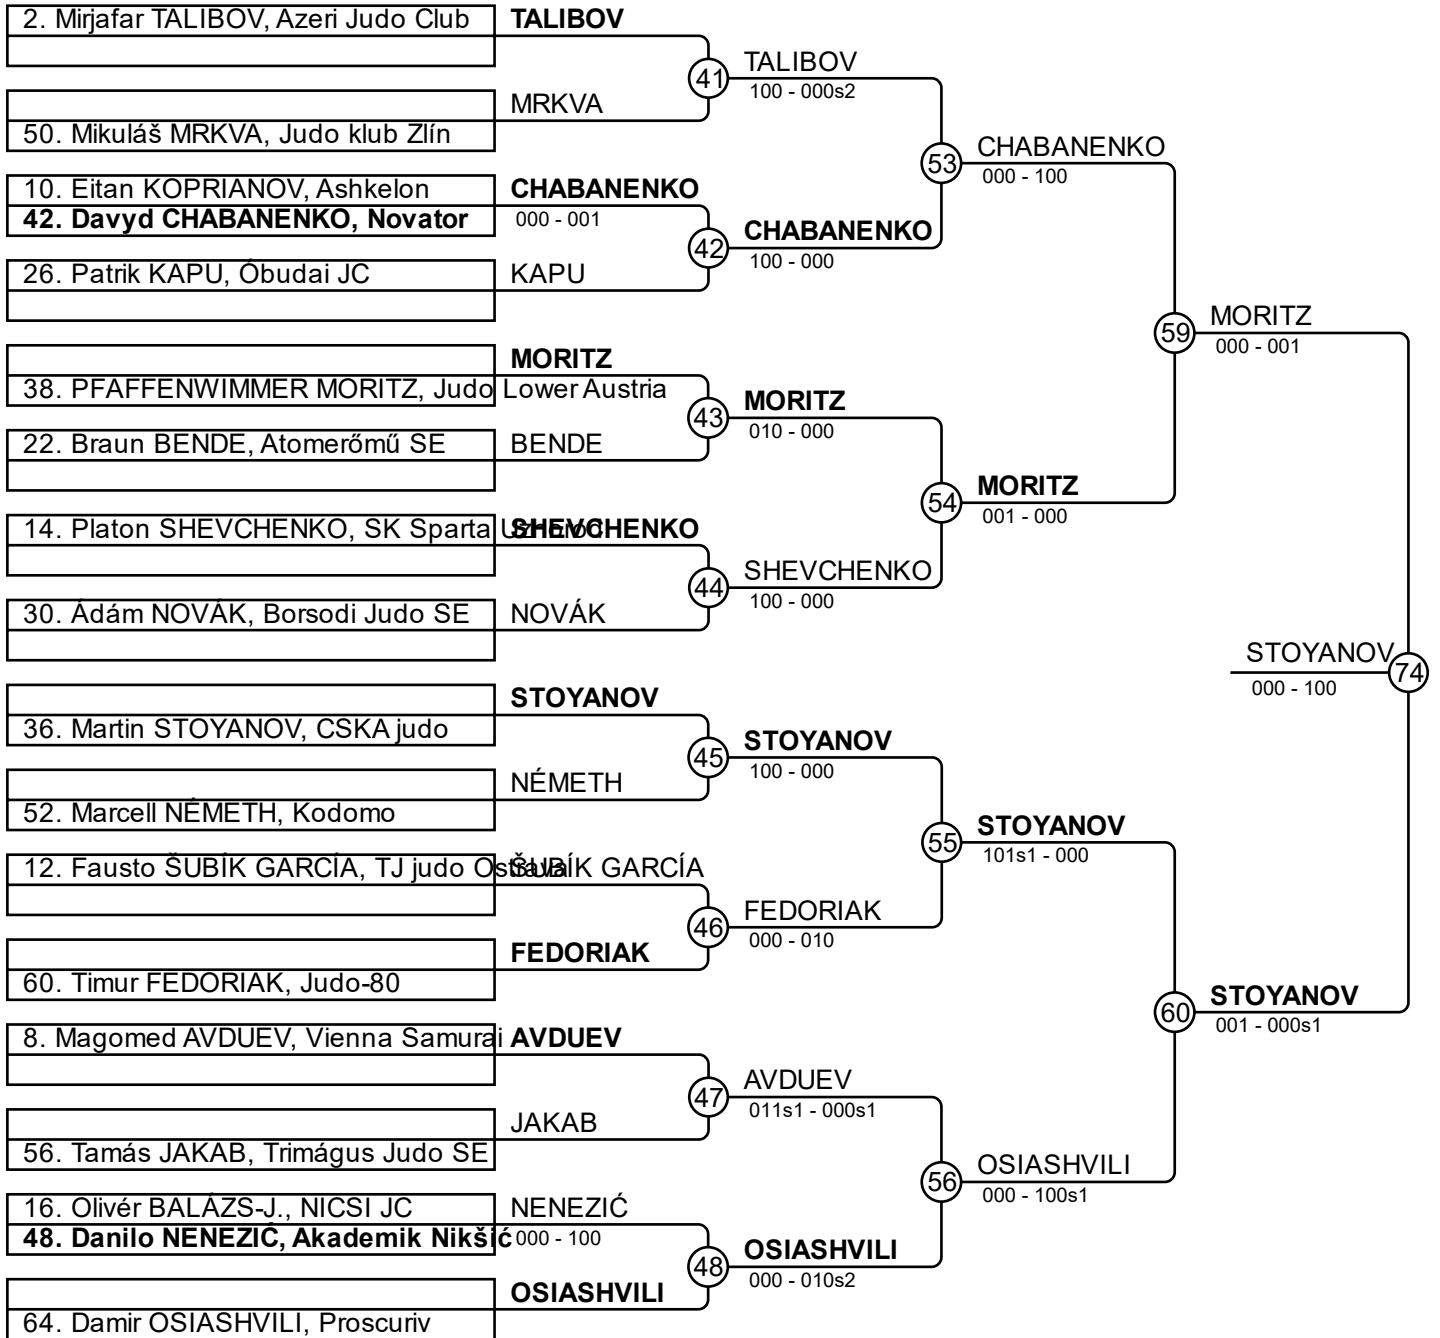 2. Mirjafar TALIBOV, Azeri Judo Club
TALIBOV
41
TALIBOV
100 - 000s2
MRKVA
50. Mikuláš MRKVA, Judo klub Zlín
53
CHABANENKO
000 - 100
10. Eitan KOPRIANOV, Ashkelon
CHABANENKO
42. Davyd CHABANENKO, Novator
000 - 001
42
CHABANENKO
100 - 000
26. Patrik KAPU, Óbudai JC
KAPU
59
MORITZ
000 - 001
MORITZ
38. PFAFFENWIMMER MORITZ, Judo Lower Austria
43
MORITZ
010 - 000
22. Braun BENDE, Atomerőmű SE
BENDE
54
MORITZ
001 - 000
14. Platon SHEVCHENKO, SK Sparta
SHEVCHENKO
44
SHEVCHENKO
100 - 000
30. Ádám NOVÁK, Borsodi Judo SE
NOVÁK
STOYANOV
74
000 - 100
STOYANOV
36. Martin STOYANOV, CSKA judo
45
STOYANOV
100 - 000
NÉMETH
52. Marcell NÉMETH, Kodomo
55
STOYANOV
101s1 - 000
12. Fausto ŠUBÍK GARCÍA, TJ judo Ostrava
ŠUBÍK GARCÍA
46
FEDORIAK
000 - 010
FEDORIAK
60. Timur FEDORIAK, Judo-80
60
STOYANOV
001 - 000s1
8. Magomed AVDUEV, Vienna Samurai
AVDUEV
47
AVDUEV
011s1 - 000s1
JAKAB
56. Tamás JAKAB, Trimágus Judo SE
56
OSIASHVILI
000 - 100s1
16. Olivér BALÁZS-J., NICSI JC
NENEZIĆ
48. Danilo NENEZIĆ, Akademik Nikšić
000 - 100
48
OSIASHVILI
000 - 010s2
OSIASHVILI
64. Damir OSIASHVILI, Proscuriv